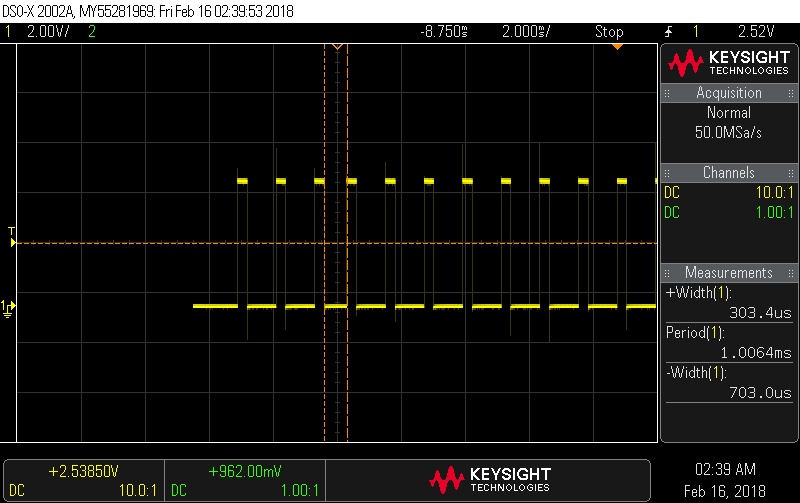 DSO-X 2002A, MY55281969: Fri Feb 16 02:39:53 2018
1 2.00V/ 2 -8.750ms 2.000ms/ Stop 1 2.52V
KEYSIGHT
TECHNOLOGIES
Acquisition
Normal
50.0MSa/s
Channels
DC 10.0:1
DC 1.00:1
T
1
Measurements
+Width(1):
303.4us
Period(1):
1.0064ms
-Width(1):
703.0us
+2.53850V
DC 10.0:1
+962.00mV
DC 1.00:1
KEYSIGHT
TECHNOLOGIES
02:39 AM
Feb 16, 2018